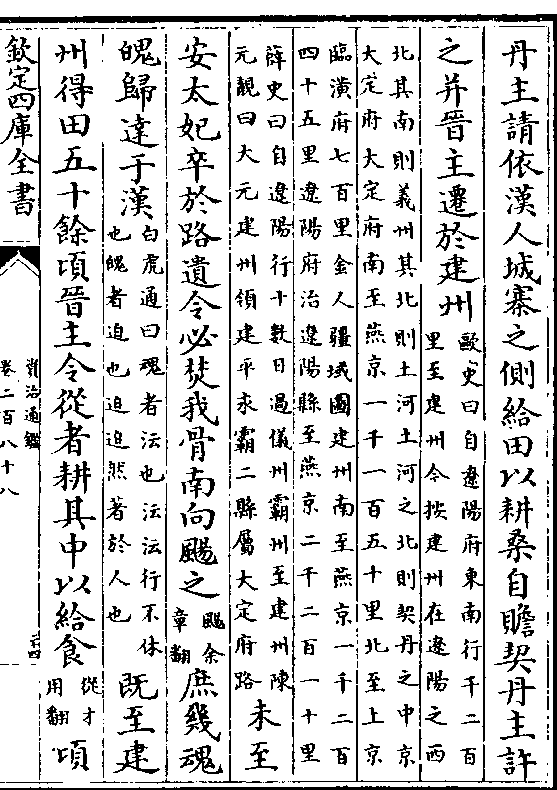 丹主請依漢人城寨之側給田以耕桑自贍契丹主許
之并晉主遷於建州
歐史曰自遼陽府東南行千二百
里至建州今按建州在遼陽之西
北其南則義州其北則土河土河之北則契丹之中京
大定府大定府南至燕京一千一百五十里北至上京
臨潢府七百里金人疆域圖建州南至燕京一千二百
四十五里遼陽府治遼陽縣至燕京二千二百一十里
薛史曰自遼陽行十數日過儀州霸州至建州陳
元靚曰大元建州領建平永霸二縣屬大定府路
未至
安太妃卒於路遺令必焚我骨南向颺之
颺余
章翻
庶幾魂
魄歸達于漢
白虎通曰魂者沄也沄沄行不休
也魄者迫也迫迫然著於人也
既至建
州得田五十餘頃晉主令從者耕其中以給食
從才
用翻
頃
欽定四庫全書
資治通鑑
卷二百八十八